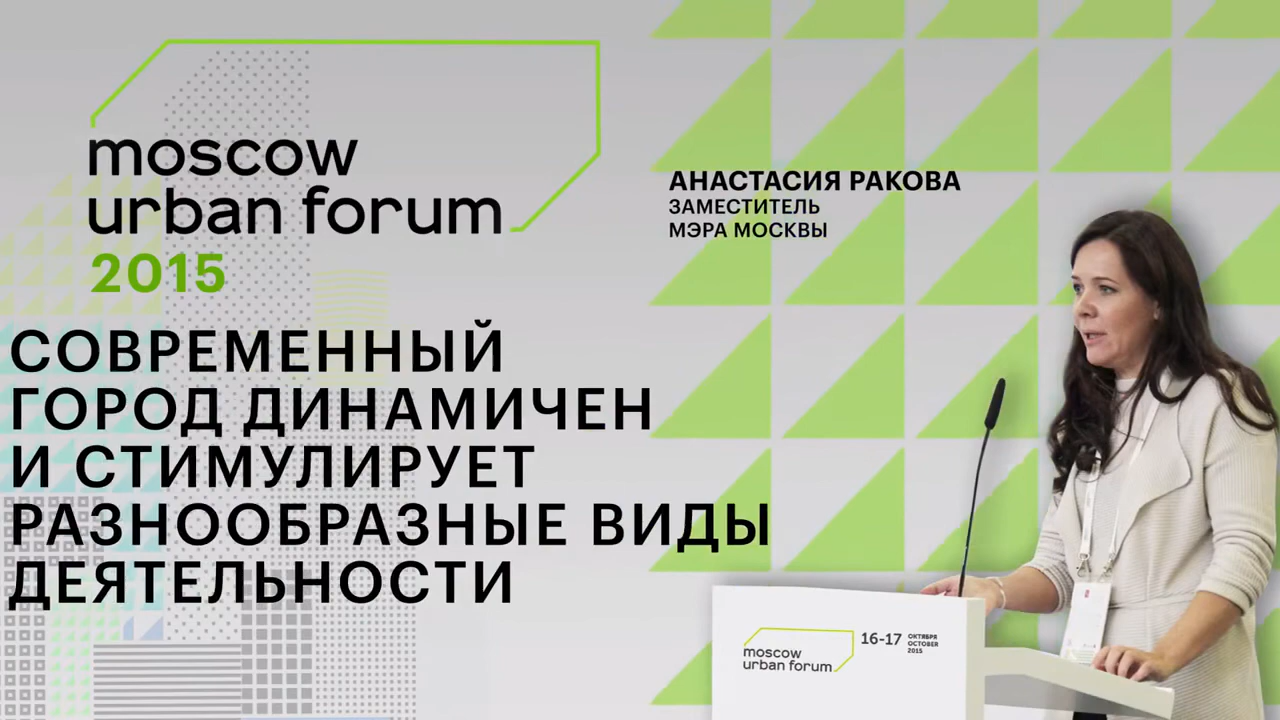 moscow
urban forum
2015
АНАСТАСИЯ РАКОВА
ЗАМЕСТИТЕЛЬ
МЭРА МОСКВЫ
СОВРЕМЕННЫЙ
ГОРОД ДИНАМИЧЕН
И СТИМУЛИРУЕТ
РАЗНООБРАЗНЫЕ ВИДЫ
ДЕЯТЕЛЬНОСТИ
moscow
urban forum
16-17
ОКТЯБРЯ
OCTOBER
2015